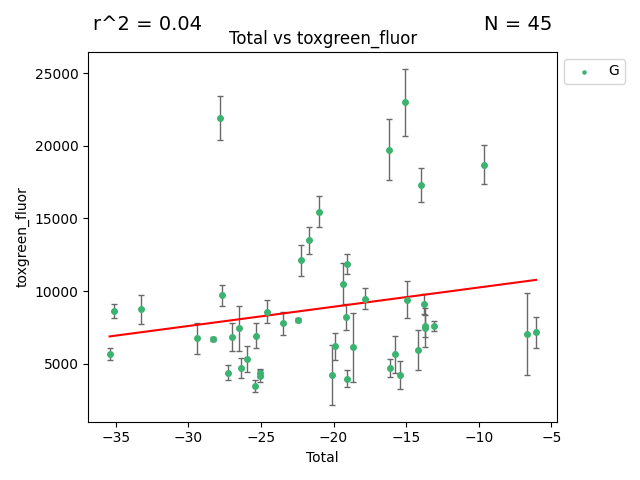 r^2 = 0.04
N = 45
Total vs toxgreen_fluor
G
25000
20000
15000
10000
5000
toxgreen_fluor
−35
−30
−25
−20
−15
−10
−5
Total